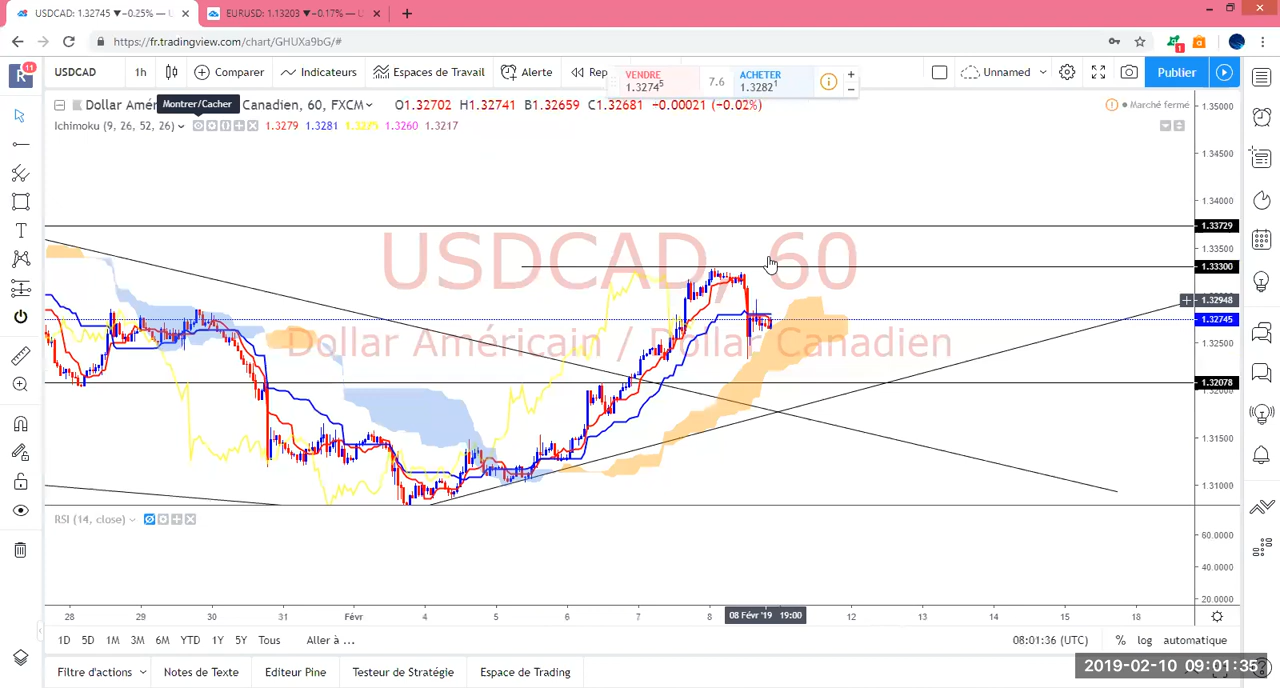 USDCAD: 1.32745 ▼−0.25% — U
EURUSD: 1.13203 ▼−0.17% — U
https://fr.tradingview.com/chart/GHUXa9bG/#
1
R 11
USDCAD 1h Comparer Indicateurs Espaces de Travail Alerte Rep
VENDRE 7.6 ACHETER
1.3274⁵ 1.3282¹
Unnamed Publier
Dollar Amér Montrer/Cacher Canadien, 60, FXCM O1.32702 H1.32741 B1.32659 C1.32681 −0.00021 (−0.02%)
Marché fermé
Ichimoku (9, 26, 52, 26) 1.3279 1.3281 1.3275 1.3260 1.3217
USDCAD, 60
Dollar Américain / Dollar Canadien
1.35000
1.34500
1.34000
1.33729
1.33500
1.33300
1.32948
1.32745
1.32500
1.32078
1.31500
1.31000
RSI (14, close)
60.0000
40.0000
20.0000
28 29 30 Févr 4 5 6 7 8 08 Févr '19 19:00 12 13 14 15 18
1D 5D 1M 3M 6M YTD 1Y 5Y Tous Aller à ... 08:01:36 (UTC) % log automatique
Filtre d'actions Notes de Texte Editeur Pine Testeur de Stratégie Espace de Trading
2019-02-10 09:01:35